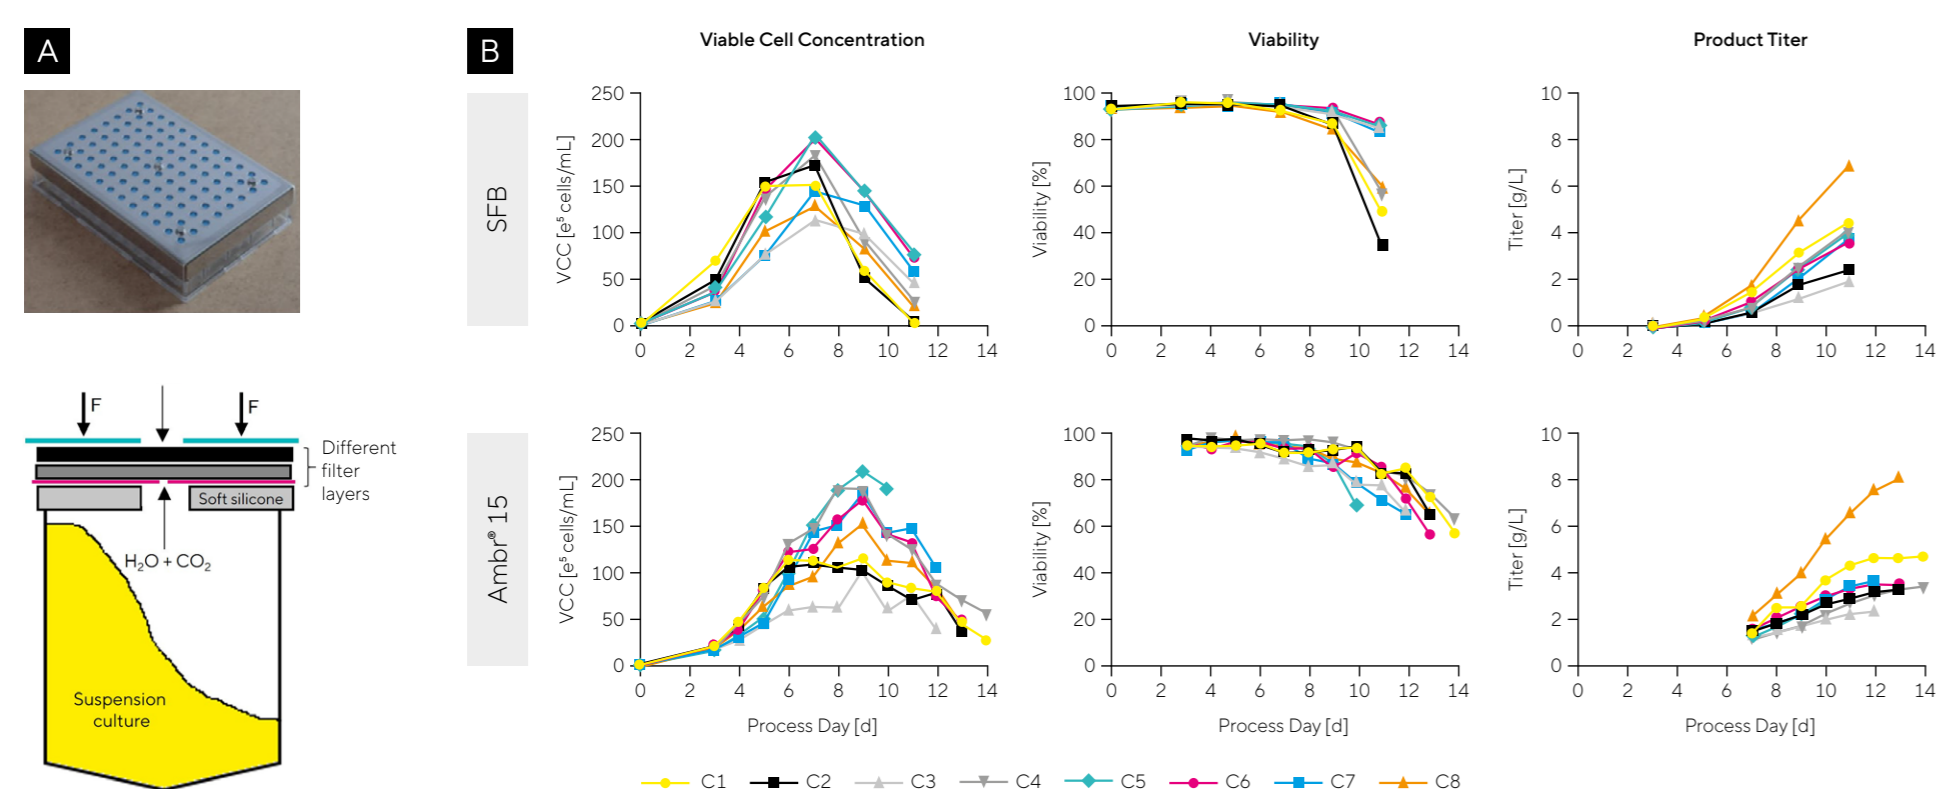 A
F
F
Different
filter
layers
Soft silicone
H₂O + CO₂
Suspension
culture
B
Viable Cell Concentration
Viability
Product Titer
SFB
VCC [e⁵ cells/mL]
250
200
150
100
50
0
0 2 4 6 8 10 12 14
Viability [%]
100
80
60
40
20
0
0 2 4 6 8 10 12 14
Titer [g/L]
10
8
6
4
2
0
0 2 4 6 8 10 12 14
Ambr® 15
VCC [e⁵ cells/mL]
250
200
150
100
50
0
0 2 4 6 8 10 12 14
Process Day [d]
Viability [%]
100
80
60
40
20
0
0 2 4 6 8 10 12 14
Process Day [d]
Titer [g/L]
10
8
6
4
2
0
0 2 4 6 8 10 12 14
Process Day [d]
C1 C2 C3 C4 C5 C6 C7 C8